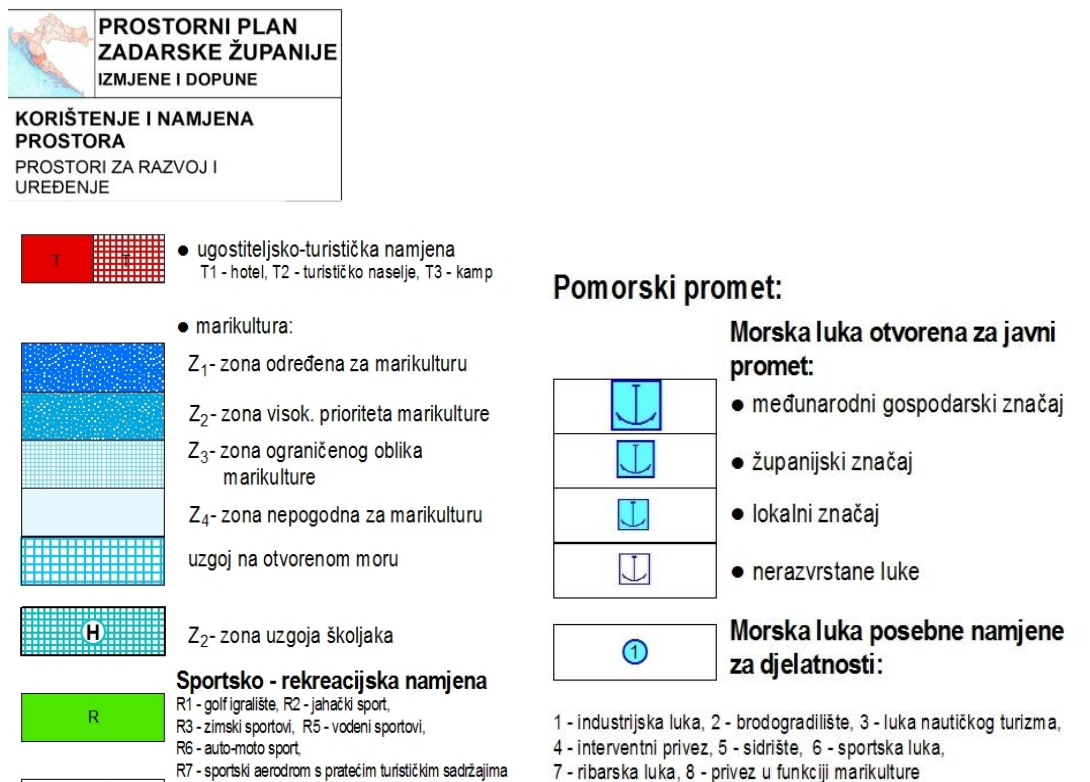 PROSTORNI PLAN
ZADARSKE ŽUPANIJE
IZMJENE I DOPUNE
KORIŠTENJE I NAMJENA
PROSTORA
PROSTORI ZA RAZVOJ I
UREĐENJE
T T
● ugostiteljsko-turistička namjena
T1 - hotel, T2 - turističko naselje, T3 - kamp
● marikultura:
Z1- zona određena za marikulturu
Z2- zona visok. prioriteta marikulture
Z3- zona ograničenog oblika
marikulture
Z4- zona nepogodna za marikulturu
uzgoj na otvorenom moru
H
Z2- zona uzgoja školjaka
Sportsko - rekreacijska namjena
R
R1 - golf igralište, R2 - jahački sport,
R3 - zimski sportovi, R5 - vodeni sportovi,
R6 - auto-moto sport,
R7 - sportski aerodrom s pratećim turističkim sadržajima
Pomorski promet:
Morska luka otvorena za javni
promet:
● međunarodni gospodarski značaj
● županijski značaj
● lokalni značaj
● nerazvrstane luke
1
Morska luka posebne namjene
za djelatnosti:
1 - industrijska luka, 2 - brodogradilište, 3 - luka nautičkog turizma,
4 - interventni privez, 5 - sidrište, 6 - sportska luka,
7 - ribarska luka, 8 - privez u funkciji marikulture